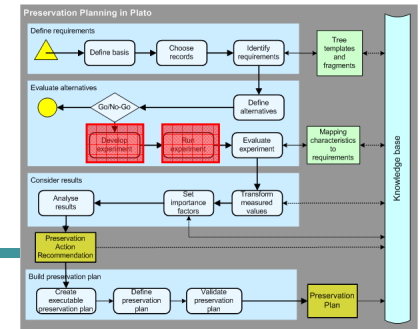 Preservation Planning in Plato
Define requirements
Define basis
Choose
records
Identify
requirements
Tree
templates
and
fragments
Evaluate alternatives
Go/No-Go
Define
alternatives
Develop
experiment
Run
experiment
Evaluate
experiment
Mapping
characteristics
to
requirements
Knowledge base
Consider results
Analyse
results
Set
importance
factors
Transform
measured
values
Preservation
Action
Recommendation
Build preservation plan
Create
executable
preservation plan
Define
preservation
plan
Validate
preservation
plan
Preservation
Plan